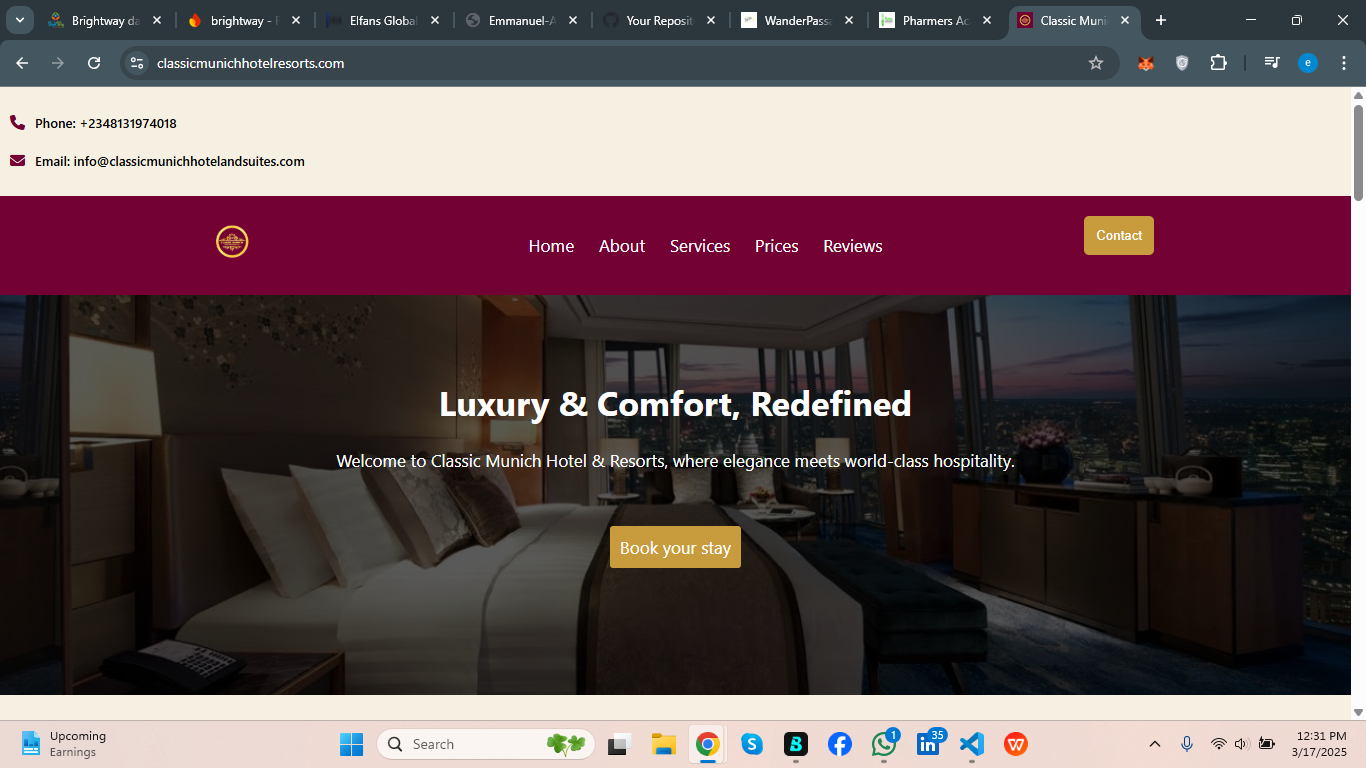 Brightway da
brightway - F
Elfans Global
Emmanuel-A
Your Reposit
WanderPass
Pharmers Ac
Classic Muni
classicmunichhotelresorts.com
e
Phone: +2348131974018
Email: info@classicmunichhotelandsuites.com
Home About Services Prices Reviews
Contact
Luxury & Comfort, Redefined
Welcome to Classic Munich Hotel & Resorts, where elegance meets world-class hospitality.
Book your stay
Upcoming
Earnings
Search
1
35
12:31 PM
3/17/2025